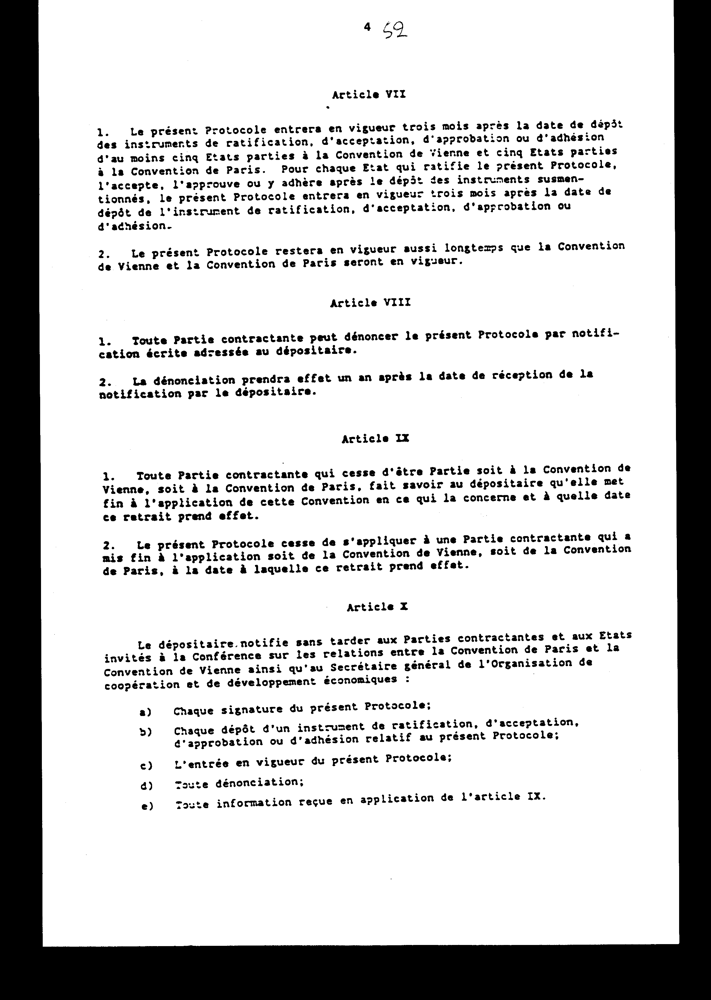 4 52
Article VII
1. Le présent Protocole entrera en vigueur trois mois après la date de dépôt
des instruments de ratification, d'acceptation, d'approbation ou d'adhésion
d'au moins cinq Etats parties à la Convention de Vienne et cinq Etats parties
à la Convention de Paris. Pour chaque Etat qui ratifie le présent Protocole,
l'accepte, l'approuve ou y adhère après le dépôt des instruments susmen-
tionnés, le présent Protocole entrera en vigueur trois mois après la date de
dépôt de l'instrument de ratification, d'acceptation, d'approbation ou
d'adhésion.
2. Le présent Protocole restera en vigueur aussi longtemps que la Convention
de Vienne et la Convention de Paris seront en vigueur.
Article VIII
1. Toute Partie contractante peut dénoncer le présent Protocole par notifi-
cation écrite adressée au dépositaire.
2. La dénonciation prendra effet un an après la date de réception de la
notification par le dépositaire.
Article IX
1. Toute Partie contractante qui cesse d'être Partie soit à la Convention de
Vienne, soit à la Convention de Paris, fait savoir au dépositaire qu'elle met
fin à l'application de cette Convention en ce qui la concerne et à quelle date
ce retrait prend effet.
2. Le présent Protocole cesse de s'appliquer à une Partie contractante qui a
mis fin à l'application soit de la Convention de Vienne, soit de la Convention
de Paris, à la date à laquelle ce retrait prend effet.
Article X
Le dépositaire notifie sans tarder aux Parties contractantes et aux Etats
invités à la Conférence sur les relations entre la Convention de Paris et la
Convention de Vienne ainsi qu'au Secrétaire général de l'Organisation de
coopération et de développement économiques :
a) Chaque signature du présent Protocole;
b) Chaque dépôt d'un instrument de ratification, d'acceptation,
d'approbation ou d'adhésion relatif au présent Protocole;
c) L'entrée en vigueur du présent Protocole;
d) Toute dénonciation;
e) Toute information reçue en application de l'article IX.